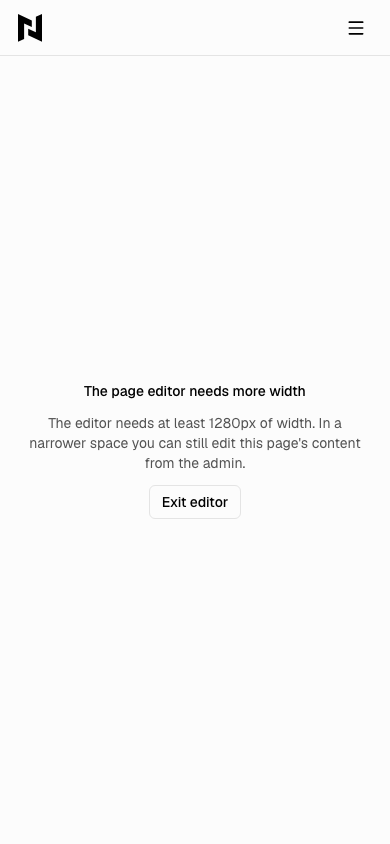 The page editor needs more width
The editor needs at least 1280px of width. In a
narrower space you can still edit this page's content
from the admin.
Exit editor